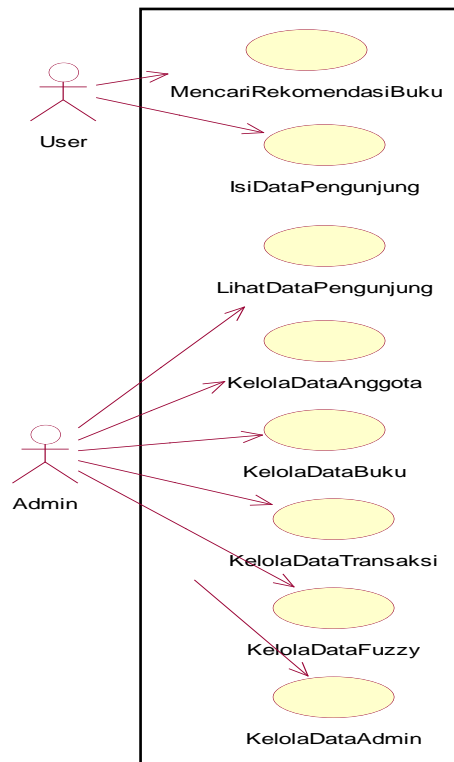 MencariRekomendasiBuku
User
IsiDataPengunjung
LihatDataPengunjung
KelolaDataAnggota
KelolaDataBuku
Admin
KelolaDataTransaksi
KelolaDataFuzzy
KelolaDataAdmin